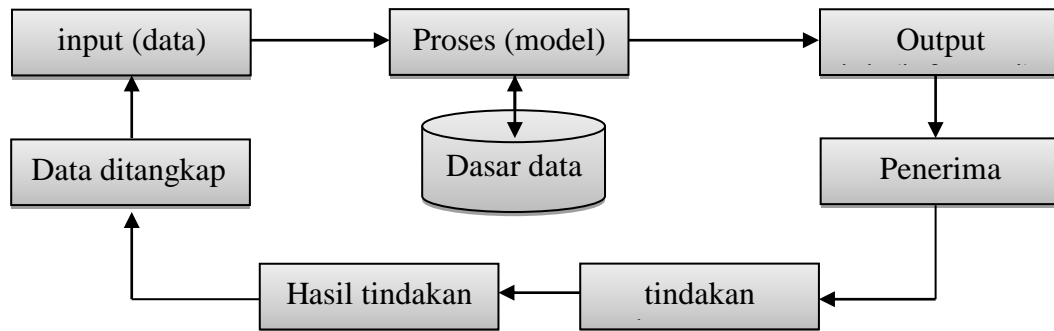 input (data)
Proses (model)
Output
Data ditangkap
Dasar data
Penerima
Hasil tindakan
tindakan